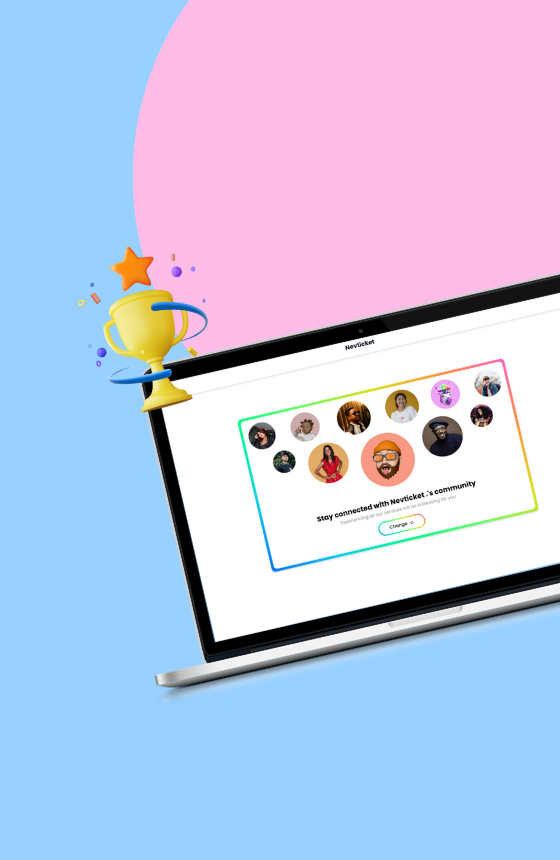 Nevticket
Stay connected with Nevticket .'s community
Experiencing all our services will be a blessing for you
Change